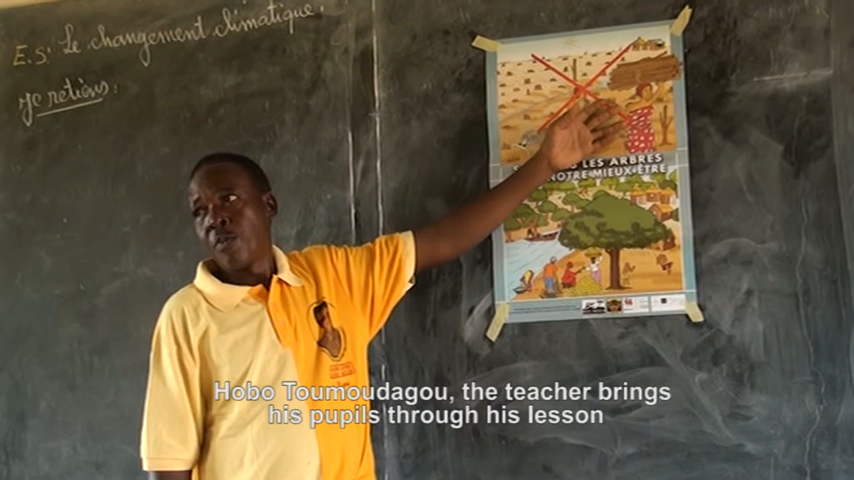 E.S: Le changement climatique.
Je retiens:
LES ARBRES
NOTRE MIEUX-ÊTRE
Hobo Toumoudagou, the teacher brings
his pupils through his lesson